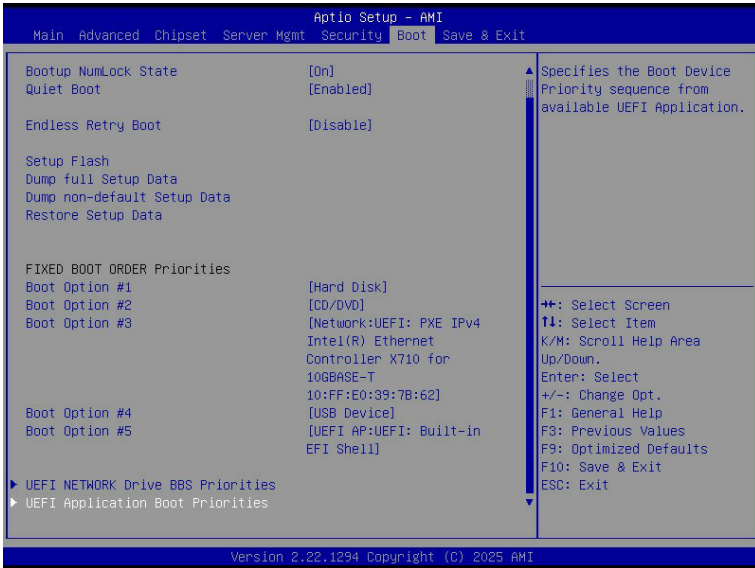 Aptio Setup – AMI
Main Advanced Chipset Server Mgmt Security Boot Save & Exit
Bootup NumLock State [On]
Quiet Boot [Enabled]
Endless Retry Boot [Disable]
Setup Flash
Dump full Setup Data
Dump non-default Setup Data
Restore Setup Data
FIXED BOOT ORDER Priorities
Boot Option #1 [Hard Disk]
Boot Option #2 [CD/DVD]
Boot Option #3 [Network:UEFI: PXE IPv4
Intel(R) Ethernet
Controller X710 for
10GBASE-T
10:FF:E0:39:7B:62]
Boot Option #4 [USB Device]
Boot Option #5 [UEFI AP:UEFI: Built-in
EFI Shell]
UEFI NETWORK Drive BBS Priorities
UEFI Application Boot Priorities
Specifies the Boot Device
Priority sequence from
available UEFI Application.
→←: Select Screen
↑↓: Select Item
K/M: Scroll Help Area
Up/Down.
Enter: Select
+/-: Change Opt.
F1: General Help
F3: Previous Values
F9: Optimized Defaults
F10: Save & Exit
ESC: Exit
Version 2.22.1294 Copyright (C) 2025 AMI